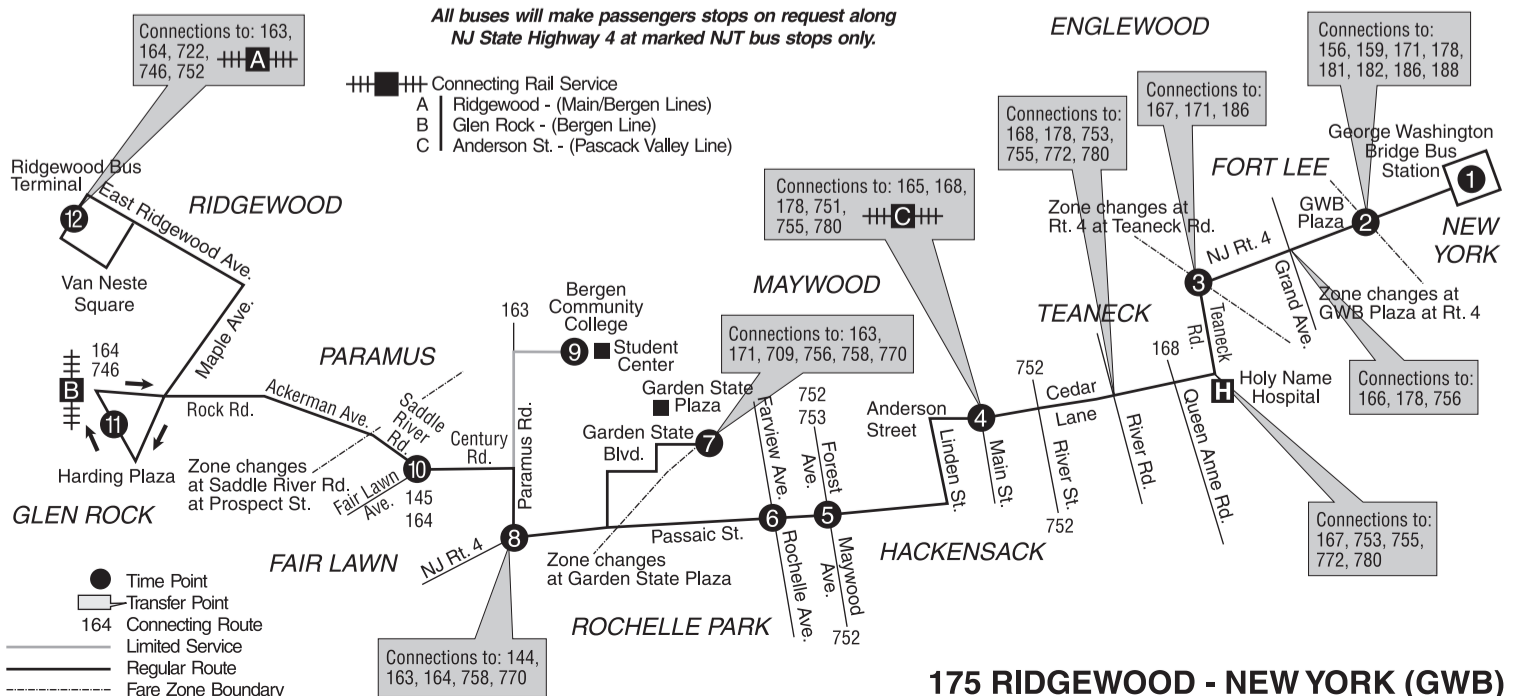 All buses will make passengers stops on request along
NJ State Highway 4 at marked NJT bus stops only.
Connections to: 163,
164, 722,
746, 752
A
Connecting Rail Service
A Ridgewood - (Main/Bergen Lines)
B Glen Rock - (Bergen Line)
C Anderson St. - (Pascack Valley Line)
ENGLEWOOD
Connections to:
156, 159, 171, 178,
181, 182, 186, 188
Connections to:
167, 171, 186
Connections to:
168, 178, 753,
755, 772, 780
George Washington
Bridge Bus
Station
1
FORT LEE
GWB
Plaza
2
NEW
YORK
Ridgewood Bus
Terminal
12
East Ridgewood Ave.
RIDGEWOOD
Van Neste
Square
Maple Ave.
Connections to: 165, 168,
178, 751,
755, 780
C
Zone changes at
Rt. 4 at Teaneck Rd.
NJ Rt. 4
3
Grand Ave.
Zone changes at
GWB Plaza at Rt. 4
MAYWOOD
TEANECK
Teaneck
Rd.
163
Bergen
Community
College
9
Student
Center
Connections to: 163,
171, 709, 756, 758, 770
164
746
B
11
Harding Plaza
GLEN ROCK
Rock Rd.
PARAMUS
Ackerman Ave.
Saddle
River
Rd.
Century
Rd.
Paramus Rd.
Garden State
Plaza
Garden State
Blvd.
7
Fairview Ave.
752
753
Forest
Ave.
Anderson
Street
4
Linden St.
Main St.
752
Cedar
Lane
River St.
752
River Rd.
168
Queen Anne Rd.
H
Holy Name
Hospital
Connections to:
166, 178, 756
Zone changes
at Saddle River Rd.
at Prospect St.
10
Fair Lawn
Ave.
145
164
8
NJ Rt. 4
FAIR LAWN
Passaic St.
6
5
Rochelle Ave.
Maywood
Ave.
752
HACKENSACK
Connections to:
167, 753, 755,
772, 780
Zone changes
at Garden State Plaza
ROCHELLE PARK
Time Point
Transfer Point
164 Connecting Route
Limited Service
Regular Route
Fare Zone Boundary
Connections to: 144,
163, 164, 758, 770
175 RIDGEWOOD - NEW YORK (GWB)